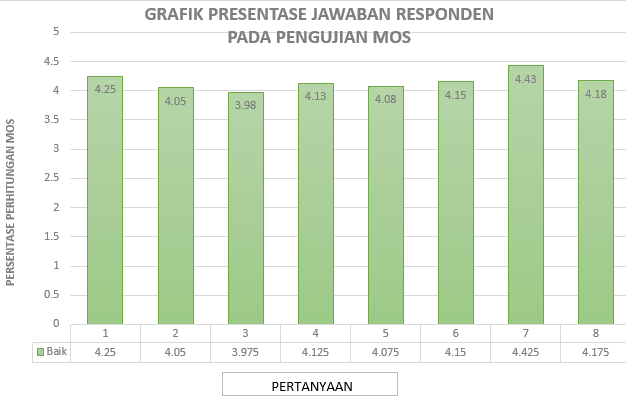 GRAFIK PRESENTASE JAWABAN RESPONDEN
PADA PENGUJIAN MOS
PERSENTASE PERHITUNGAN MOS
5
4.5
4
3.5
3
2.5
2
1.5
1
0.5
0
4.25 4.05 3.98 4.13 4.08 4.15 4.43 4.18
1 2 3 4 5 6 7 8
Baik 4.25 4.05 3.975 4.125 4.075 4.15 4.425 4.175
PERTANYAAN